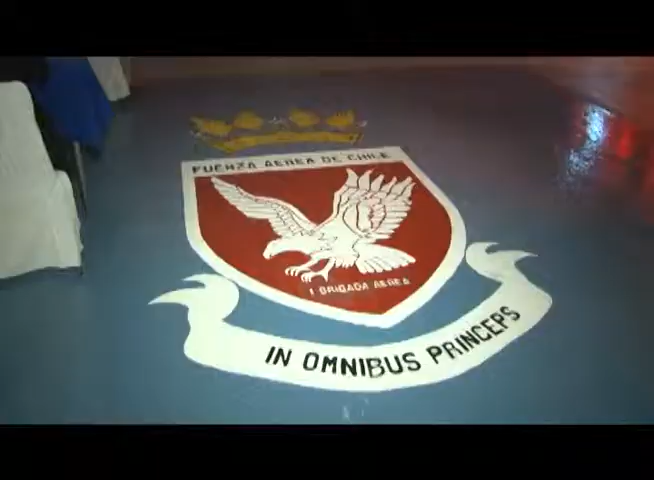 FUERZA AEREA DE CHILE
I BRIGADA AEREA
IN OMNIBUS PRINCEPS